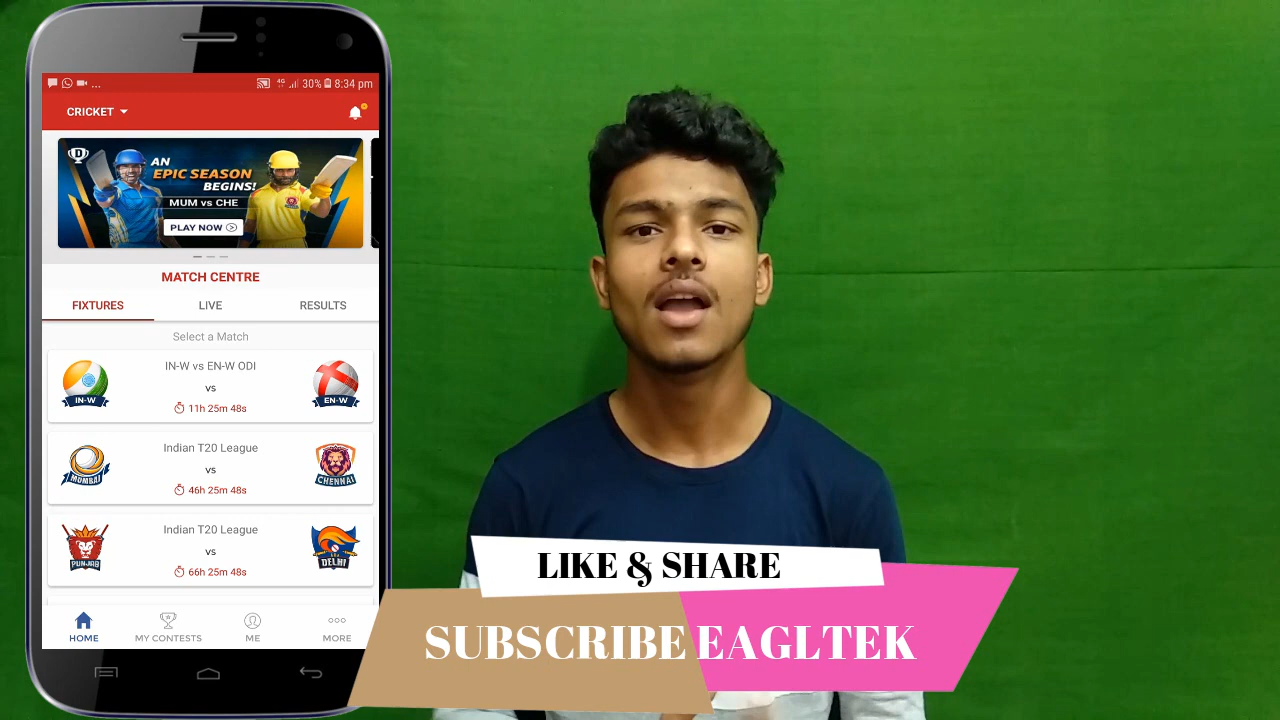 ... 4G 30% 8:34 pm
CRICKET
D
AN
EPIC SEASON
BEGINS!
MUM vs CHE
PLAY NOW
MATCH CENTRE
FIXTURES LIVE RESULTS
Select a Match
IN-W vs EN-W ODI
vs
IN-W EN-W
11h 25m 48s
Indian T20 League
vs
MUMBAI CHENNAI
46h 25m 48s
Indian T20 League
vs
PUNJAB DELHI
66h 25m 48s
HOME MY CONTESTS ME MORE
LIKE & SHARE
SUBSCRIBE EAGLTEK